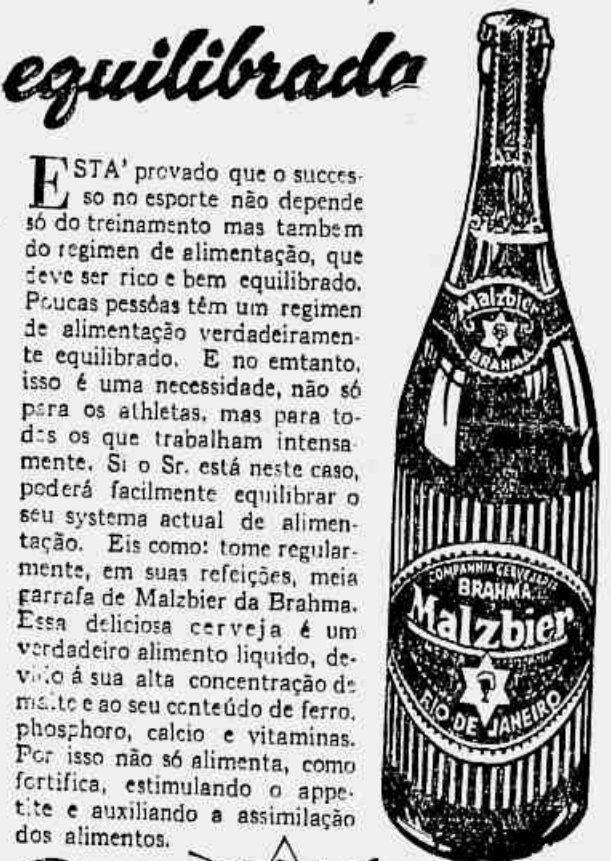 equilibrada
ESTA' provado que o succes-
so no esporte não depende
só do treinamento mas tambem
do regimen de alimentação, que
deve ser rico e bem equilibrado.
Poucas pessôas têm um regimen
de alimentação verdadeiramen-
te equilibrado. E no emtanto,
isso é uma necessidade, não só
para os athletas, mas para to-
dos os que trabalham intensa-
mente. Si o Sr. está neste caso,
poderá facilmente equilibrar o
seu systema actual de alimen-
tação. Eis como: tome regular-
mente, em suas refeições, meia
garrafa de Malzbier da Brahma.
Essa deliciosa cerveja é um
verdadeiro alimento liquido, de-
vido á sua alta concentração de
malte e ao seu conteúdo de ferro,
phosphoro, calcio e vitaminas.
Por isso não só alimenta, como
fortifica, estimulando o appe-
tite e auxiliando a assimilação
dos alimentos.
Malzbier
BRAHMA
COMPANHIA CERVEJARIA
BRAHMA
Malzbier
RIO DE JANEIRO